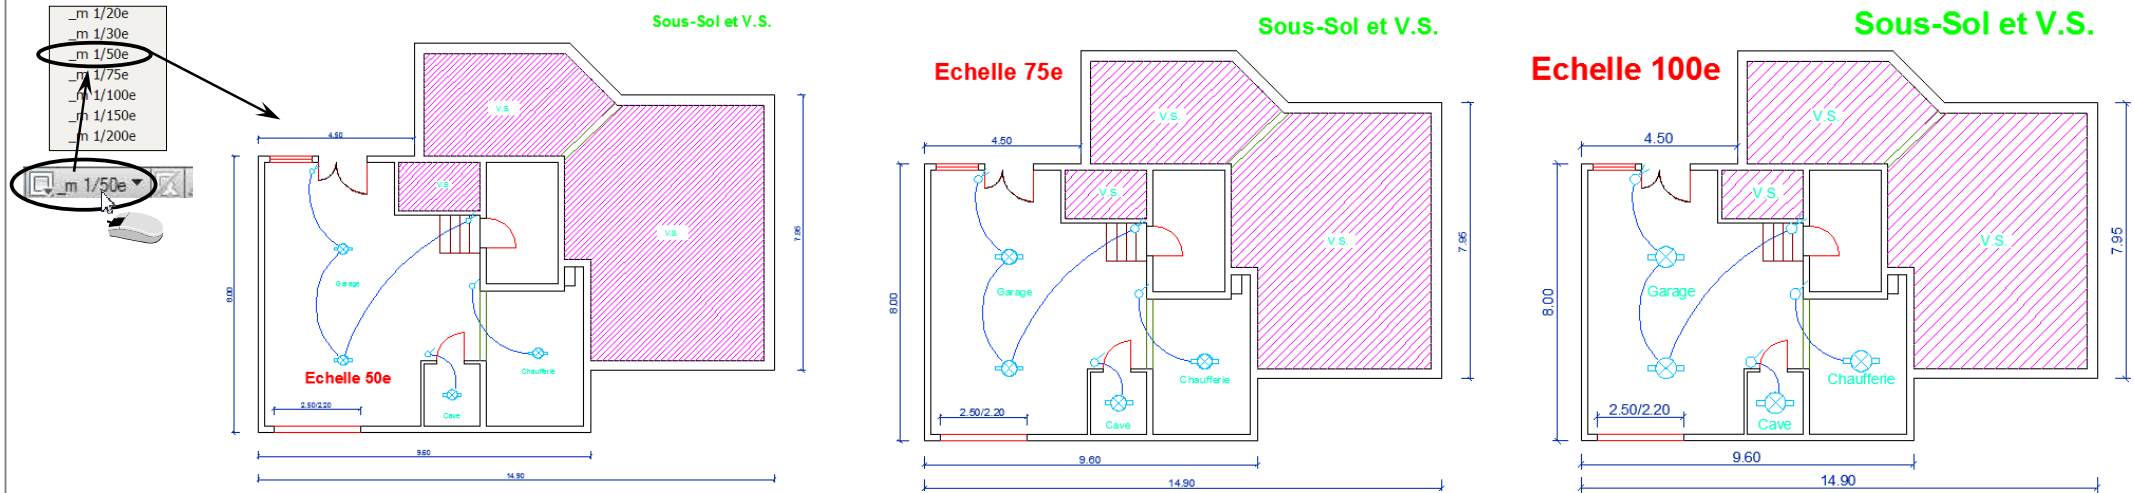 _m 1/20e
_m 1/30e
_m 1/50e
_m 1/75e
_m 1/100e
_m 1/150e
_m 1/200e
_m 1/50e
Sous-Sol et V.S.
4.50
V.S.
V.S.
V.S.
7.95
8.00
Garage
Echelle 50e
Chaufferie
2.50/2.20
Cave
9.60
14.90
Sous-Sol et V.S.
Echelle 75e
4.50
V.S.
V.S.
V.S.
7.95
8.00
Garage
Chaufferie
2.50/2.20
Cave
9.60
14.90
Sous-Sol et V.S.
Echelle 100e
4.50
V.S.
V.S.
V.S.
7.95
8.00
Garage
Chaufferie
2.50/2.20
Cave
9.60
14.90